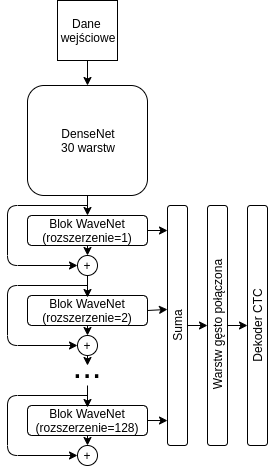 Dane
wejściowe
DenseNet
30 warstw
Blok WaveNet
(rozszerzenie=1)
+
Blok WaveNet
(rozszerzenie=2)
+
...
Blok WaveNet
(rozszerzenie=128)
+
Suma
Warstw gęsto połączona
Dekoder CTC